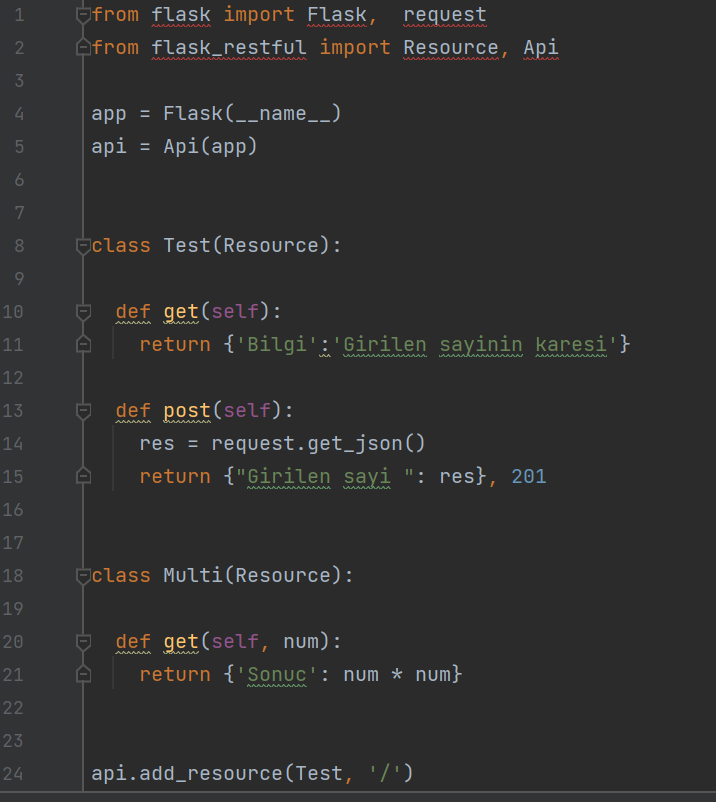 1 from flask import Flask,  request
2 from flask_restful import Resource, Api
3
4 app = Flask(__name__)
5 api = Api(app)
6
7
8 class Test(Resource):
9
10   def get(self):
11     return {'Bilgi':'Girilen sayinin karesi'}
12
13   def post(self):
14     res = request.get_json()
15     return {"Girilen sayi ": res}, 201
16
17
18 class Multi(Resource):
19
20   def get(self, num):
21     return {'Sonuc': num * num}
22
23
24 api.add_resource(Test, '/')